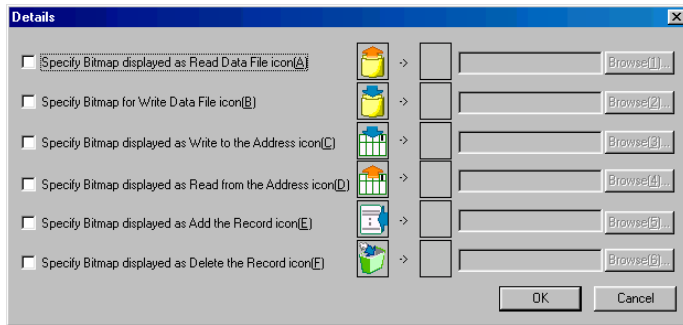 Details
Specify Bitmap displayed as Read Data File icon(A) -> Browse(1)...
Specify Bitmap for Write Data File icon(B) -> Browse(2)...
Specify Bitmap displayed as Write to the Address icon(C) -> Browse(3)...
Specify Bitmap displayed as Read from the Address icon(D) -> Browse(4)...
Specify Bitmap displayed as Add the Record icon(E) -> Browse(5)...
Specify Bitmap displayed as Delete the Record icon(F) -> Browse(6)...
OK Cancel